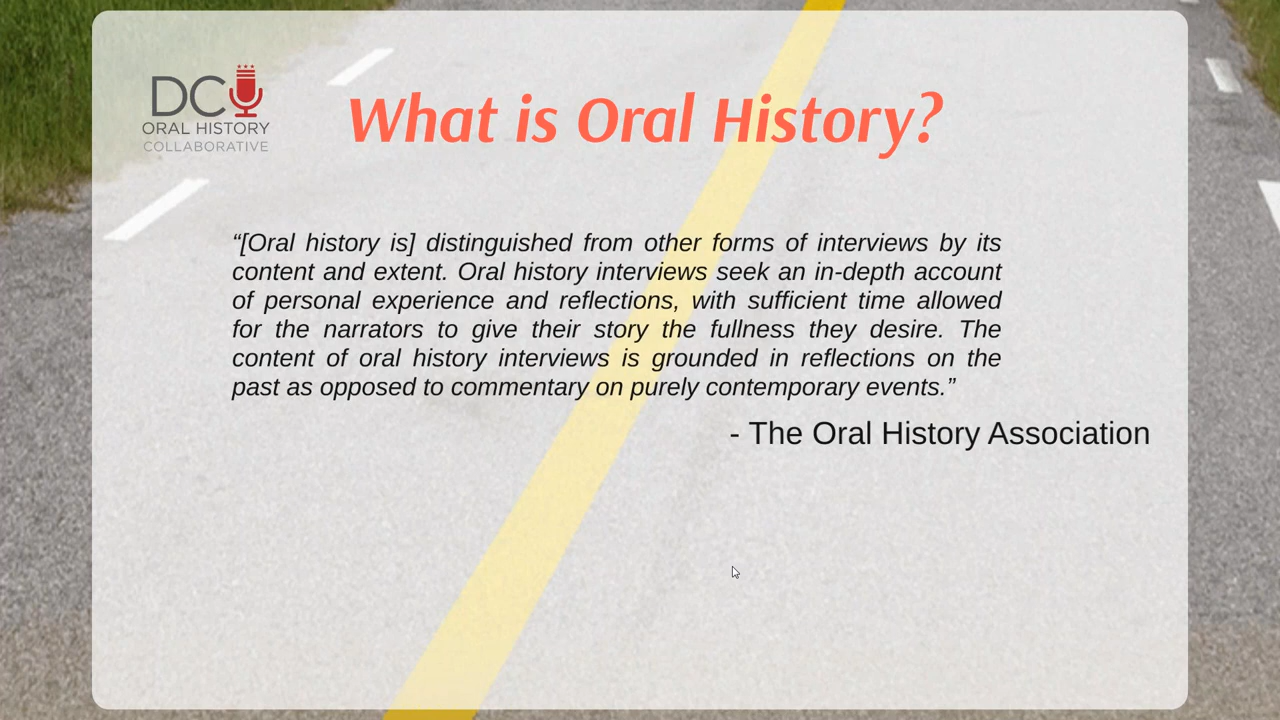 DC
ORAL HISTORY
COLLABORATIVE
What is Oral History?
“[Oral history is] distinguished from other forms of interviews by its
content and extent. Oral history interviews seek an in-depth account
of personal experience and reflections, with sufficient time allowed
for the narrators to give their story the fullness they desire. The
content of oral history interviews is grounded in reflections on the
past as opposed to commentary on purely contemporary events.”
- The Oral History Association